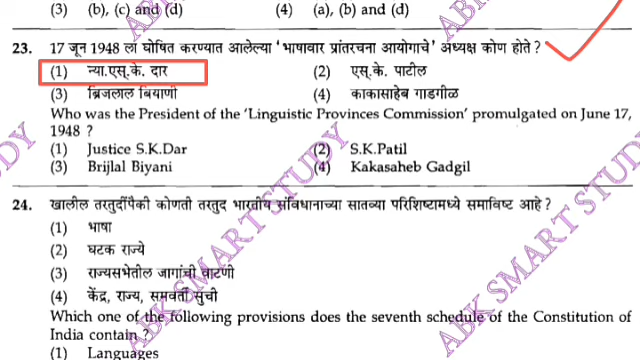 (3) (b), (c) and (d) (4) (a), (b) and (d)
23. 17 जून 1948 ला घोषित करण्यात आलेल्या 'भाषावार प्रांतरचना आयोगाचे' अध्यक्ष कोण होते ?
(1) न्या.एस्.के. दार (2) एस्.के. पाटील
(3) ब्रिजलाल बियाणी (4) काकासाहेब गाडगीळ
Who was the President of the 'Linguistic Provinces Commission' promulgated on June 17,
1948 ?
(1) Justice S.K.Dar (2) S.K.Patil
(3) Brijlal Biyani (4) Kakasaheb Gadgil
24. खालील तरतुदींपैकी कोणती तरतुद भारतीय संविधानाच्या सातव्या परिशिष्टामध्ये समाविष्ट आहे ?
(1) भाषा
(2) घटक राज्ये
(3) राज्यसभेतील जागांची वाटणी
(4) केंद्र, राज्य, समवर्ती सुची
Which one of the following provisions does the seventh schedule of the Constitution of
India contain ?
(1) Languages
ABK SMART STUDY
ABK SMART STUDY
STUDY